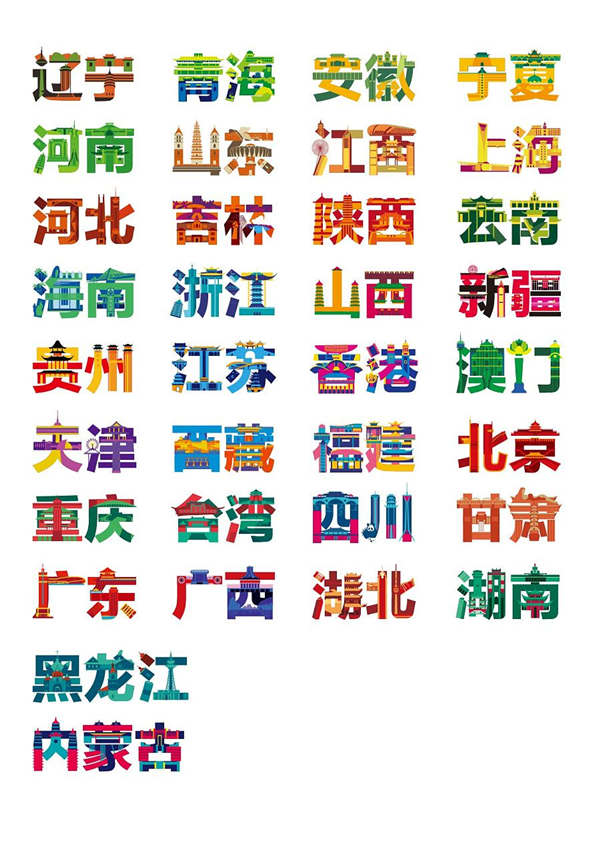 辽宁 青海 安徽 宁夏
河南 山东 江西 上海
河北 吉林 陕西 云南
海南 浙江 山西 新疆
贵州 江苏 香港 澳门
天津 西藏 福建 北京
重庆 台湾 四川 甘肃
广东 广西 湖北 湖南
黑龙江
内蒙古